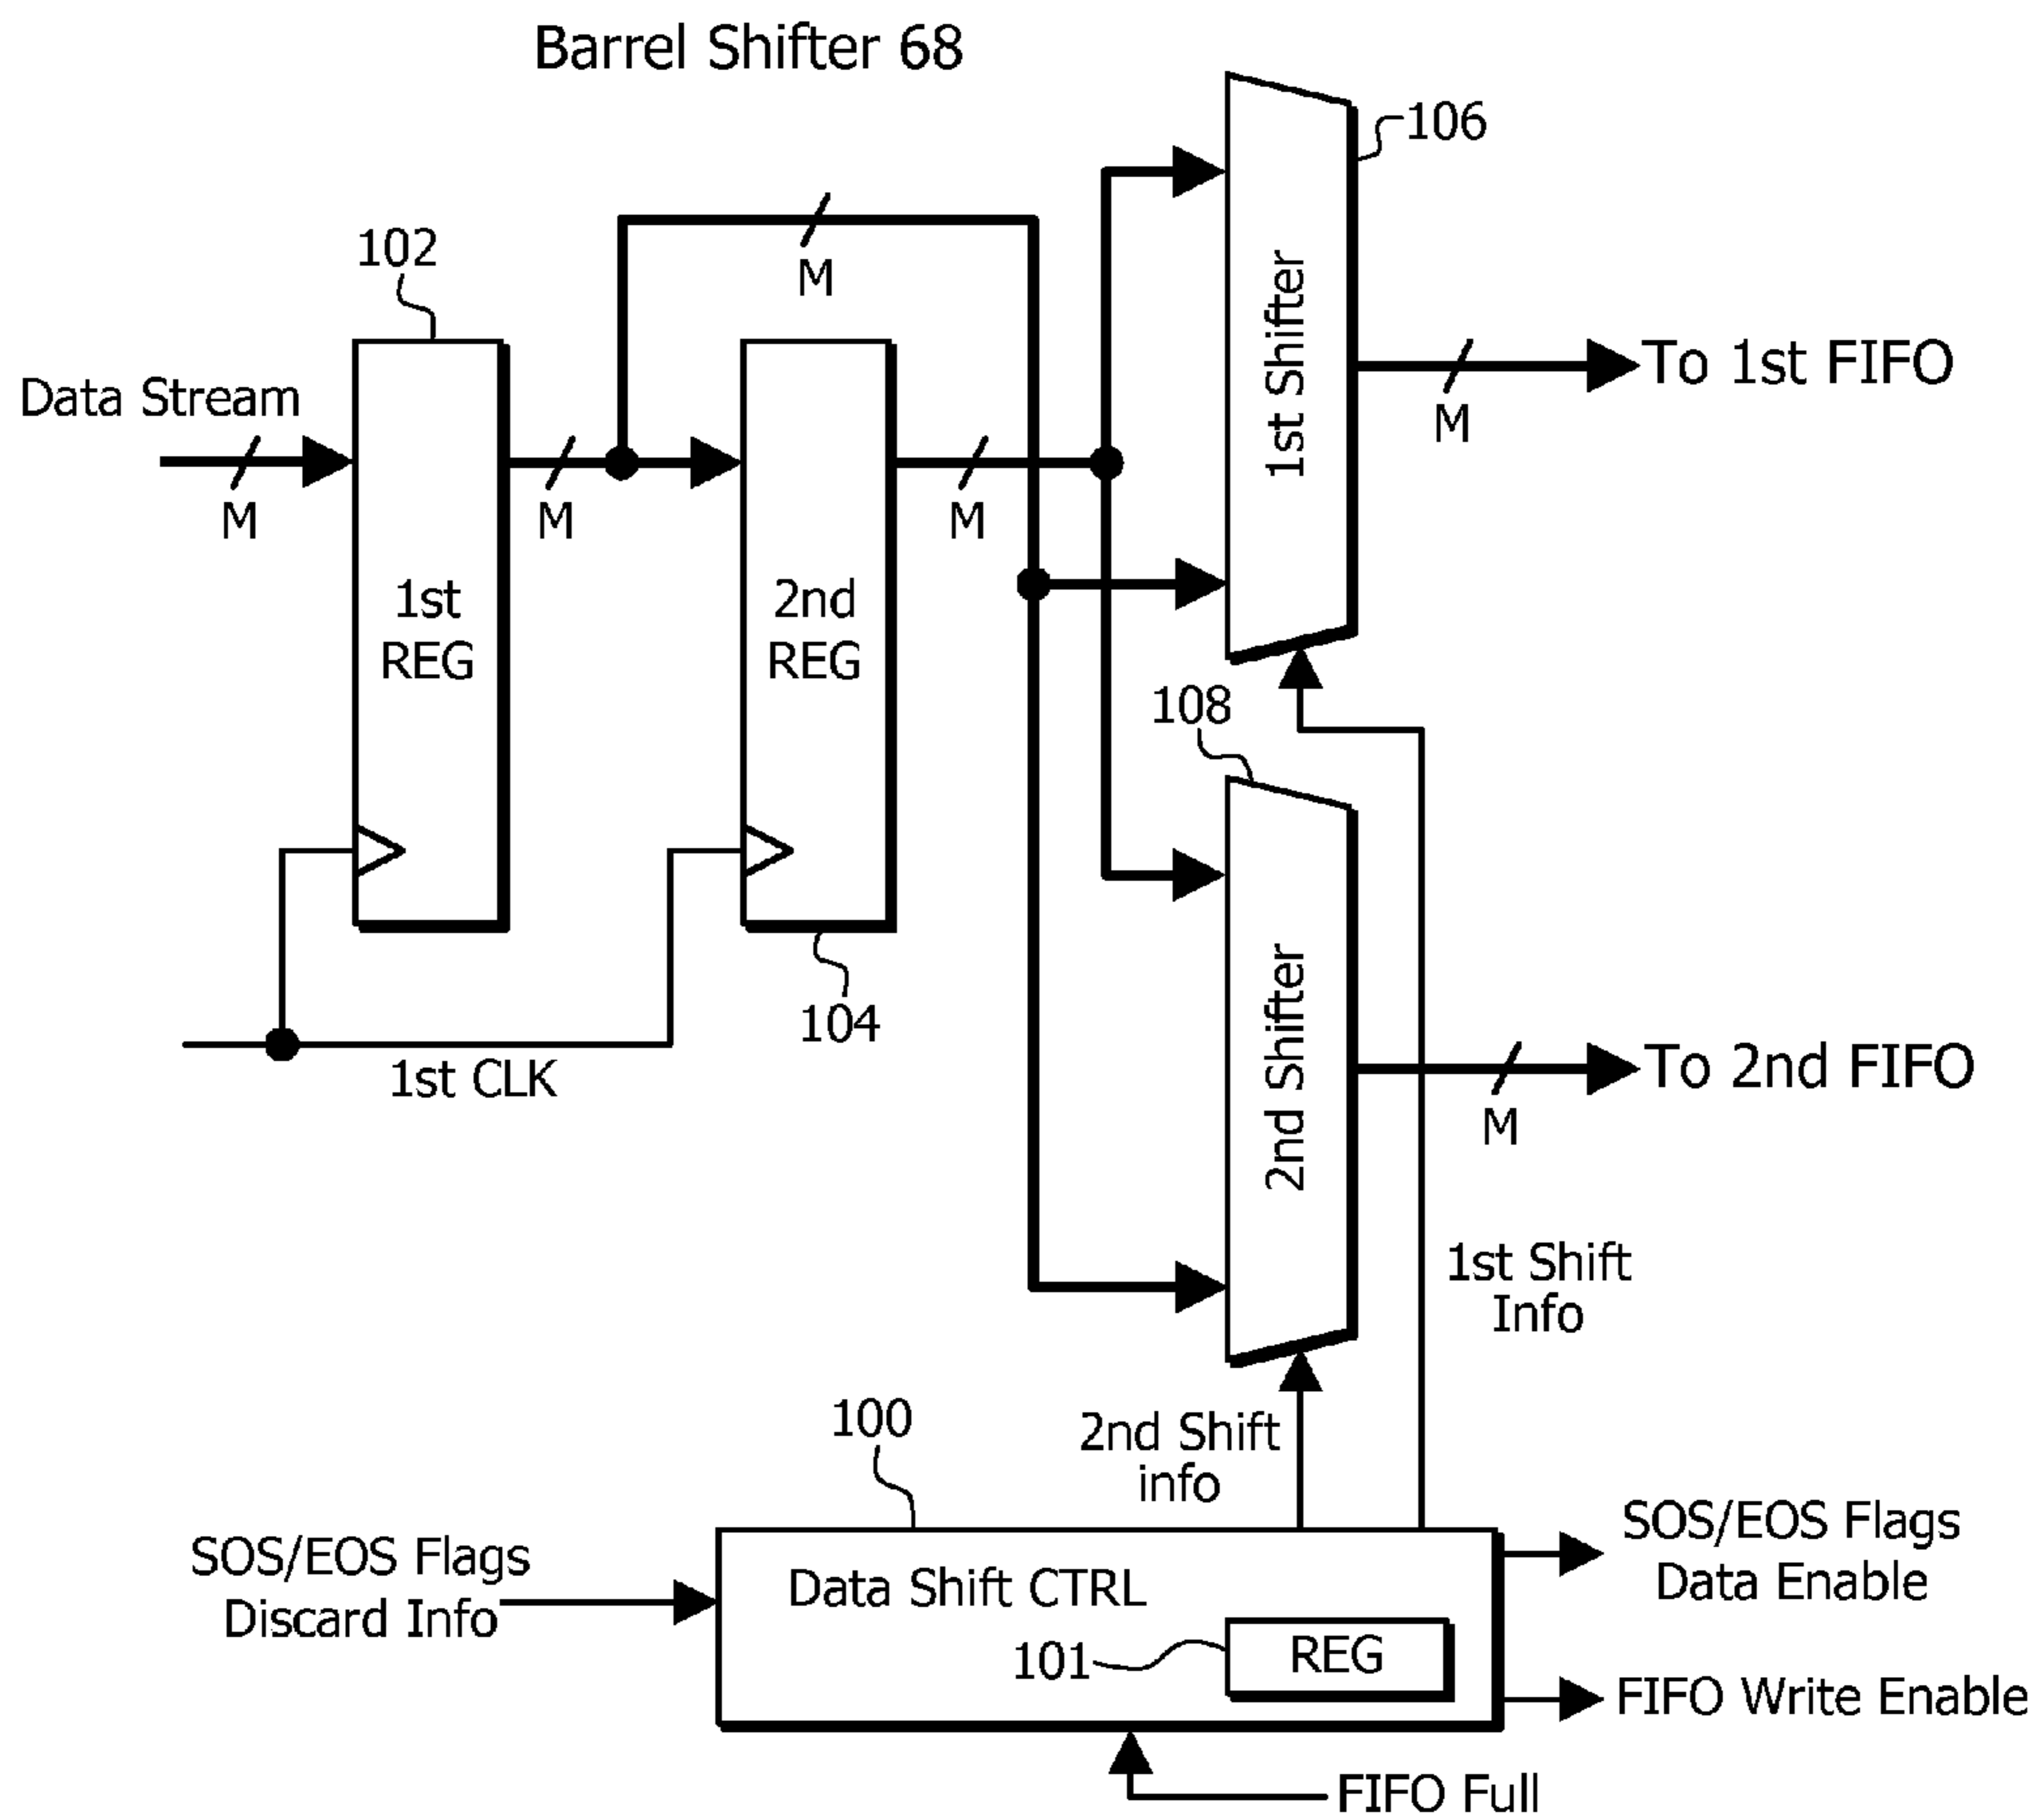 Barrel Shifter 68
106
102
M
1st Shifter
To 1st FIFO
Data Stream
M
M
M
M
1st
REG
2nd
REG
108
104
1st CLK
2nd Shifter
To 2nd FIFO
M
1st Shift
Info
100
2nd Shift
info
SOS/EOS Flags
Discard Info
Data Shift CTRL
101
REG
SOS/EOS Flags
Data Enable
FIFO Write Enable
FIFO Full